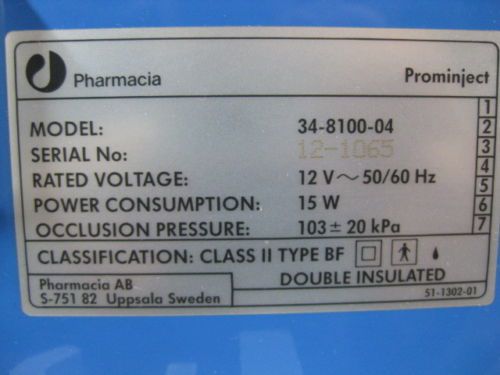 Pharmacia Prominject
MODEL: 34-8100-04
SERIAL No: 12-1065
RATED VOLTAGE: 12 V~50/60 Hz
POWER CONSUMPTION: 15 W
OCCLUSION PRESSURE: 103 ± 20 kPa
1
2
3
4
5
6
7
CLASSIFICATION: CLASS II TYPE BF
DOUBLE INSULATED
Pharmacia AB
S-751 82 Uppsala Sweden
51-1302-01